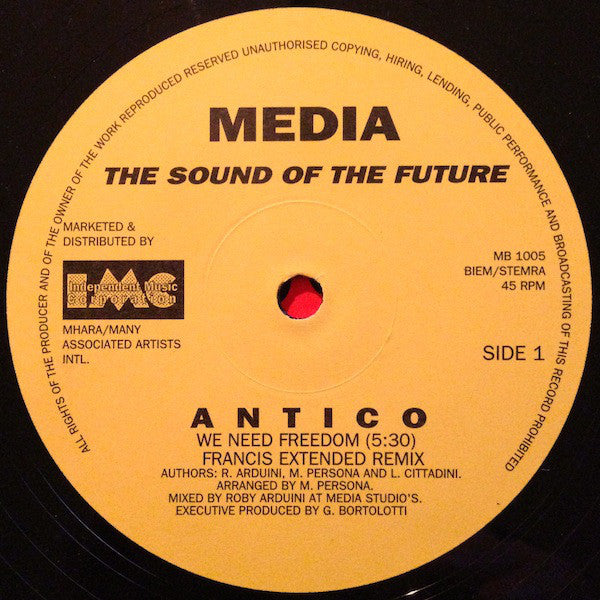 ALL RIGHTS OF THE PRODUCER AND OF THE OWNER OF THE WORK REPRODUCED RESERVED UNAUTHORISED COPYING, HIRING, LENDING, PUBLIC PERFORMANCE AND BROADCASTING OF THIS RECORD PROHIBITED
MEDIA
THE SOUND OF THE FUTURE
MARKETED &
DISTRIBUTED BY
IMC
Independent Music
Corporation
MHARA/MANY
ASSOCIATED ARTISTS
INTL.
MB 1005
BIEM/STEMRA
45 RPM
SIDE 1
ANTICO
WE NEED FREEDOM (5:30)
FRANCIS EXTENDED REMIX
AUTHORS: R. ARDUINI, M. PERSONA AND L. CITTADINI.
ARRANGED BY M. PERSONA.
MIXED BY ROBY ARDUINI AT MEDIA STUDIO'S.
EXECUTIVE PRODUCED BY G. BORTOLOTTI